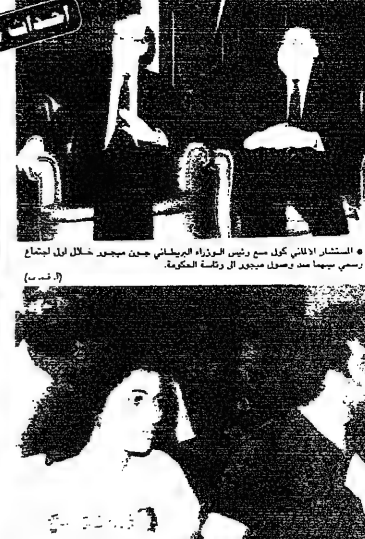 أحداث
● المستشار الالماني كول مع رئيس الوزراء البريطاني جون ميجور خلال اول اجتماع
رسمي بينهما منذ وصول ميجور الى رئاسة الحكومة.